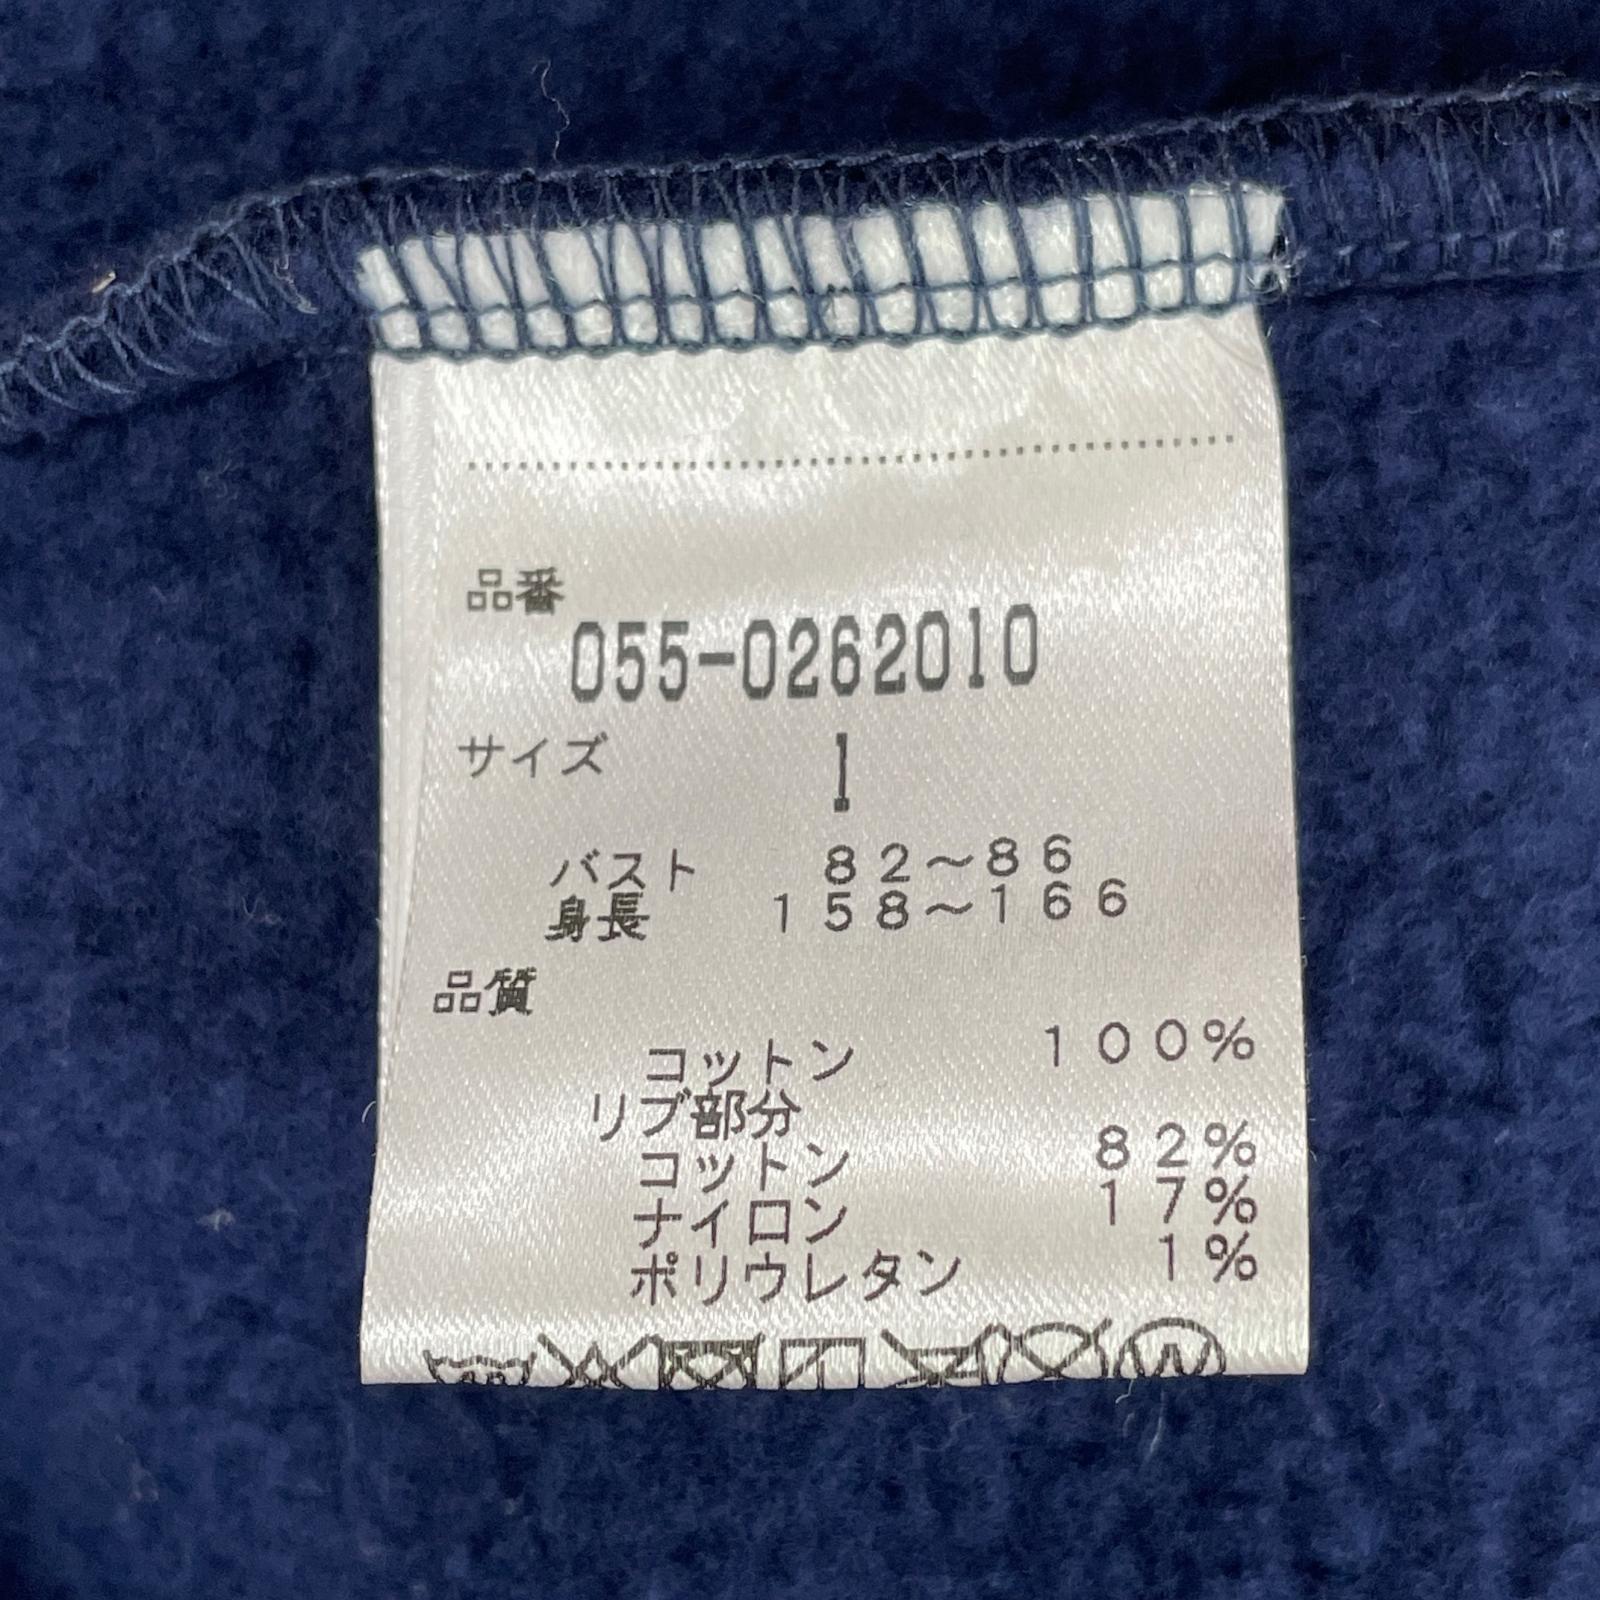 品番
055-0262010
サイズ 1
バスト 82～86
身長 158～166
品質
コットン 100%
リブ部分
コットン 82%
ナイロン 17%
ポリウレタン 1%